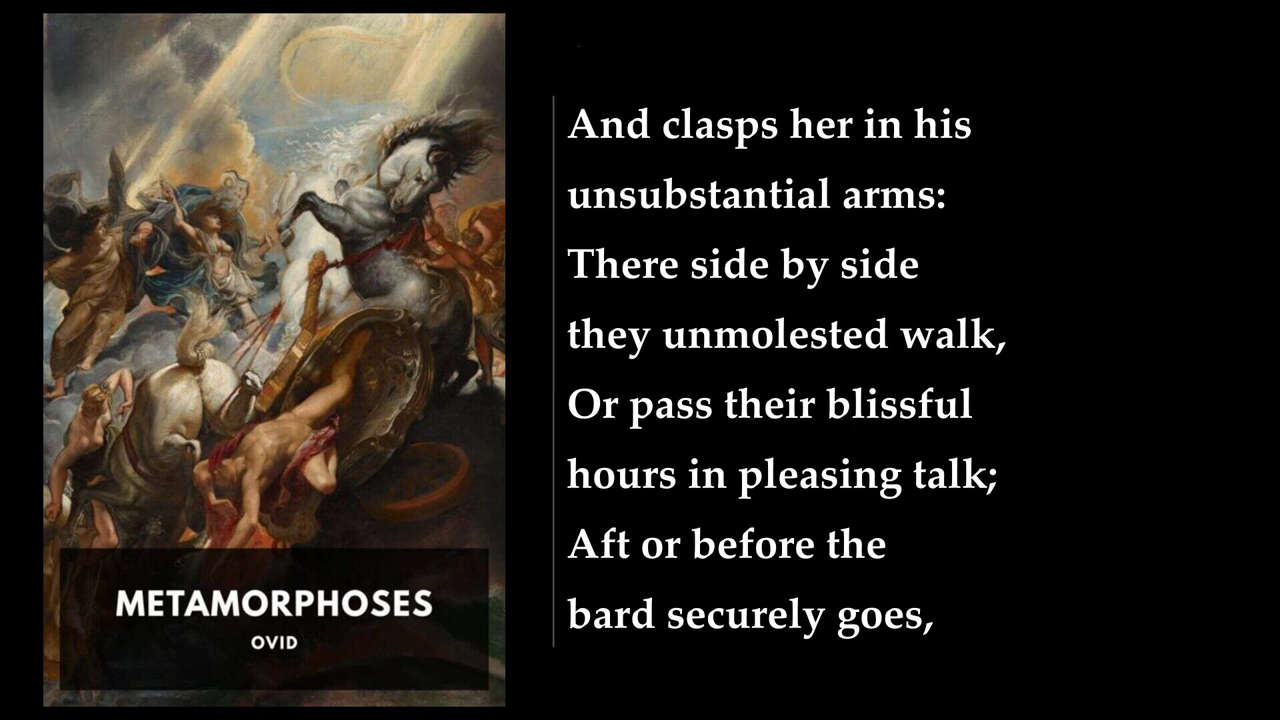 METAMORPHOSES
OVID
And clasps her in his
unsubstantial arms:
There side by side
they unmolested walk,
Or pass their blissful
hours in pleasing talk;
Aft or before the
bard securely goes,